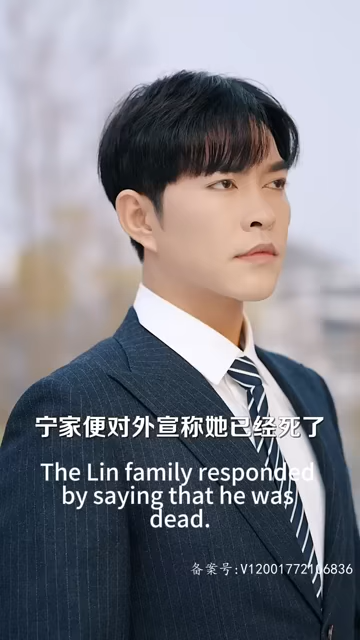 宁家便对外宣称她已经死了
The Lin family responded
by saying that he was
dead.
备案号:V12001772106836